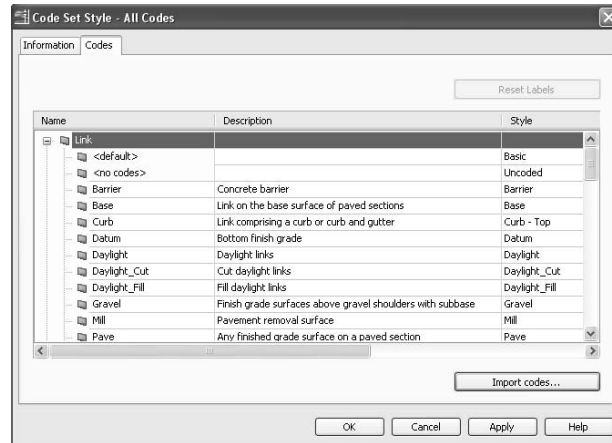 Code Set Style - All Codes
Information Codes
Reset Labels
Name Description Style
Link
<default> Basic
<no codes> Uncoded
Barrier Concrete barrier Barrier
Base Link on the base surface of paved sections Base
Curb Link comprising a curb or curb and gutter Curb - Top
Datum Bottom finish grade Datum
Daylight Daylight links Daylight
Daylight_Cut Cut daylight links Daylight_Cut
Daylight_Fill Fill daylight links Daylight_Fill
Gravel Finish grade surfaces above gravel shoulders with subbase Gravel
Mill Pavement removal surface Mill
Pave Any finished grade surface on a paved section Pave
Import codes...
OK Cancel Apply Help